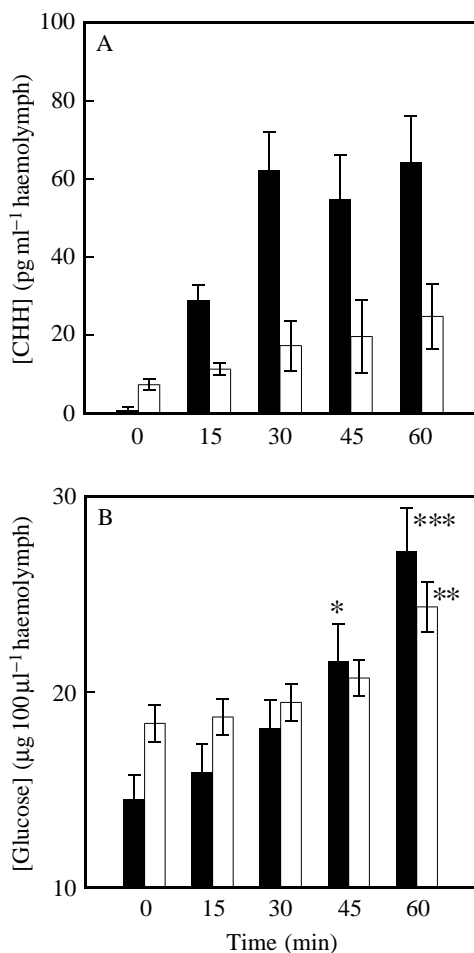 A
[CHH] (pg ml⁻¹ haemolymph)
100
80
60
40
20
0
0 15 30 45 60
B
[Glucose] (µg 100 µl⁻¹ haemolymph)
30
20
10
*
***
**
0 15 30 45 60
Time (min)